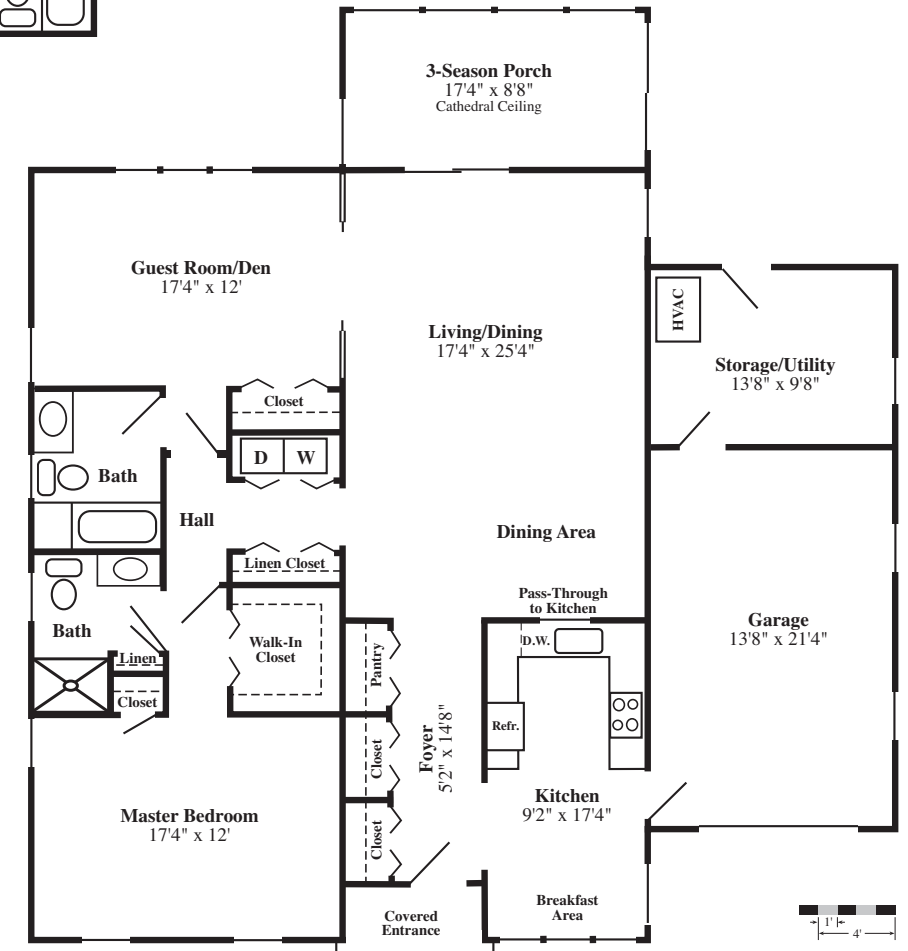 3-Season Porch
17'4" x 8'8"
Cathedral Ceiling
Guest Room/Den
17'4" x 12'
Living/Dining
17'4" x 25'4"
HVAC
Storage/Utility
13'8" x 9'8"
Closet
D W
Bath
Hall
Dining Area
Linen Closet
Pass-Through
to Kitchen
D.W.
Bath
Linen
Closet
Walk-In
Closet
Pantry
Garage
13'8" x 21'4"
Refr.
Closet
Foyer
5'2" x 14'8"
Kitchen
9'2" x 17'4"
Master Bedroom
17'4" x 12'
Closet
Covered
Entrance
Breakfast
Area
1'
4'